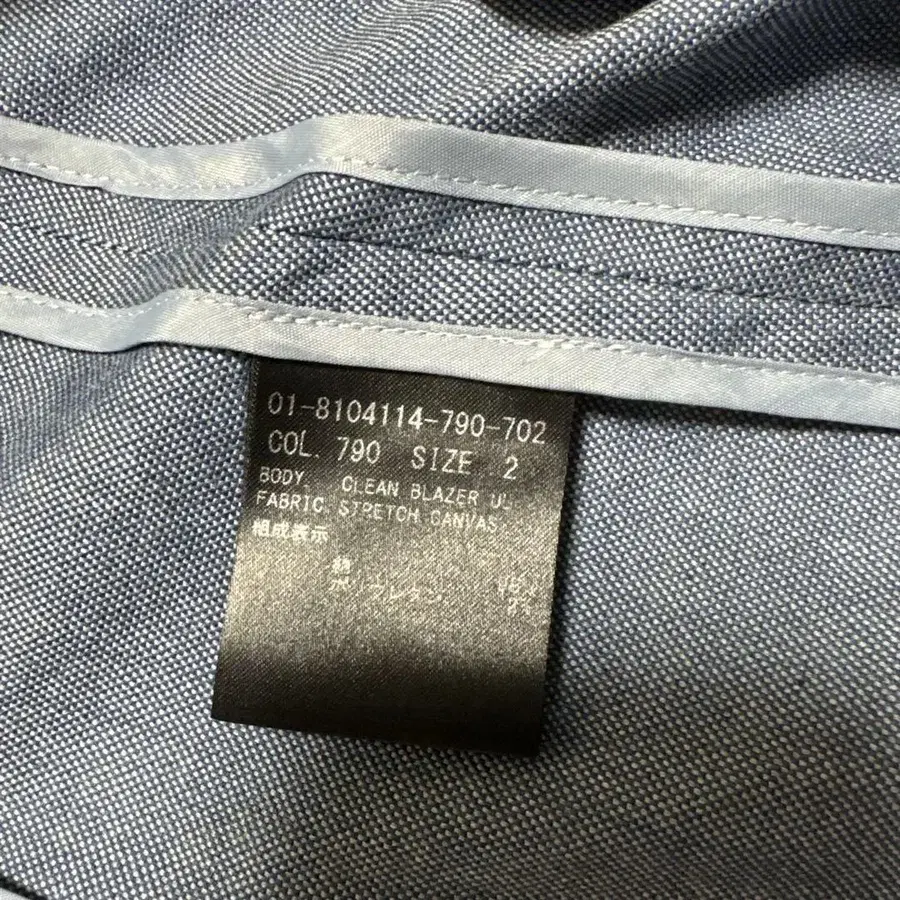 01-8104114-790-702
COL. 790 SIZE 2
BODY. CLEAN BLAZER UL
FABRIC STRETCH CANVAS
組成表示
綿
ポリウレタン